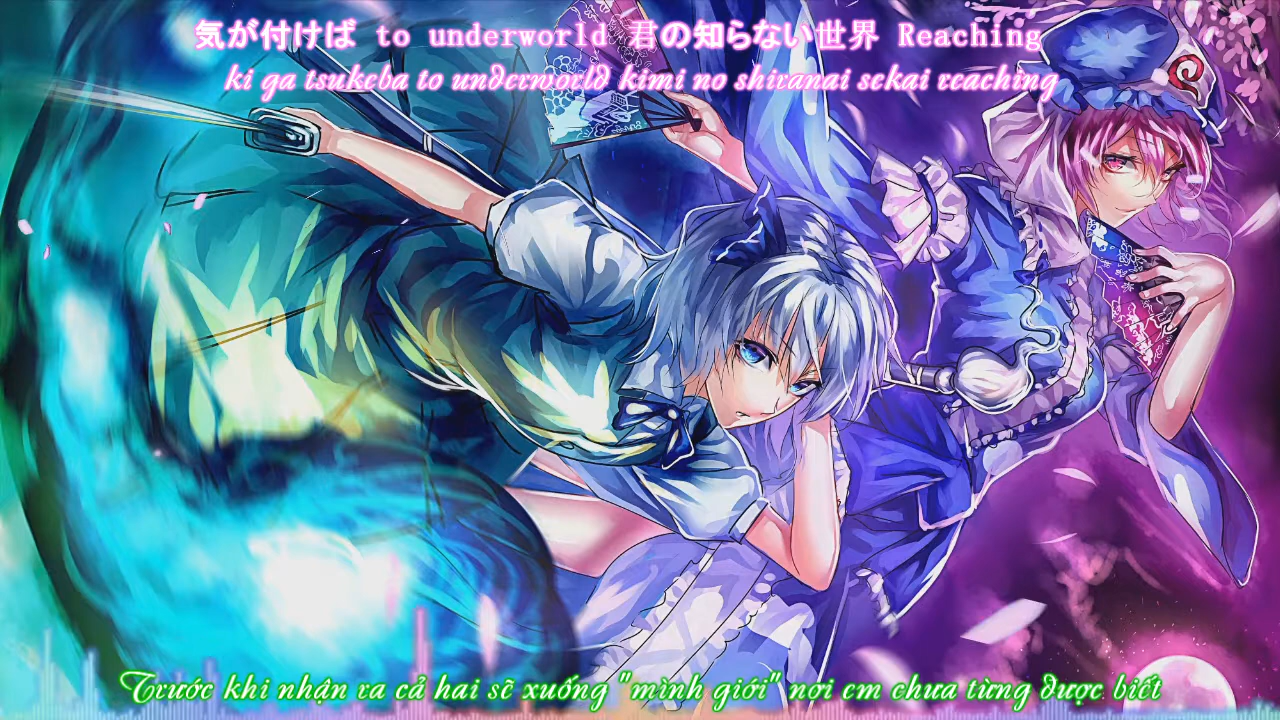 気が付けば to underworld 君の知らない世界 Reaching
ki ga tsukeba to underworld kimi no shiranai sekai reaching
Trước khi nhận ra cả hai sẽ xuống "mình giới" nơi em chưa từng được biết